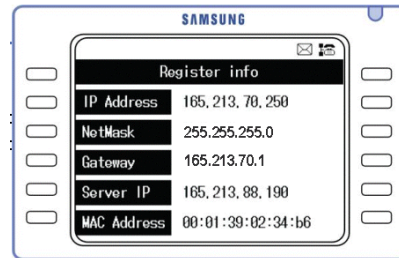 SAMSUNG
Register info
IP Address 165.213.70.250
NetMask 255.255.255.0
Gateway 165.213.70.1
Server IP 165.213.88.190
MAC Address 00:01:39:02:34:b6